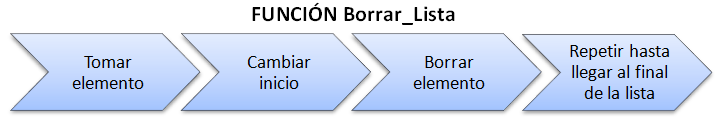 FUNCIÓN Borrar_Lista
Tomar
elemento
Cambiar
inicio
Borrar
elemento
Repetir hasta
llegar al final
de la lista